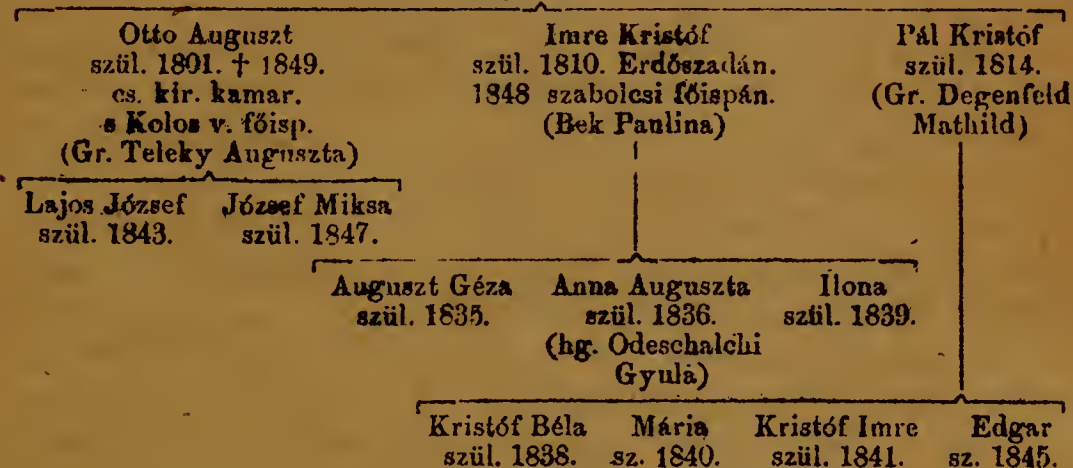 Otto Auguszt
szül. 1801. † 1849.
cs. kir. kamar.
s Kolos v. főisp.
(Gr. Teleky Auguszta)
Imre Kristóf
szül. 1810. Erdőszadán.
1848 szabolcsi főispán.
(Bek Paulina)
Pál Kristóf
szül. 1814.
(Gr. Degenfeld
Mathild)
Lajos József
szül. 1843.
József Miksa
szül. 1847.
Auguszt Géza
szül. 1835.
Anna Auguszta
szül. 1836.
(hg. Odeschalchi
Gyula)
Ilona
szül. 1839.
Kristóf Béla
szül. 1838.
Mária
sz. 1840.
Kristóf Imre
szül. 1841.
Edgar
sz. 1845.